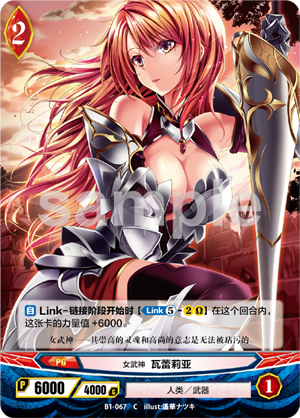 2
sample
自 Link-链接阶段开始时【Link 5 - 2 Ω】在这个回合内，
这张卡的力量值 +6000。
女武神——其崇高的灵魂和高尚的意志是无法被玷污的。
PG
女武神 瓦蕾莉亚
P 6000 4000
人类／武器
1
B1-067 C illust:蓮華ナツキ